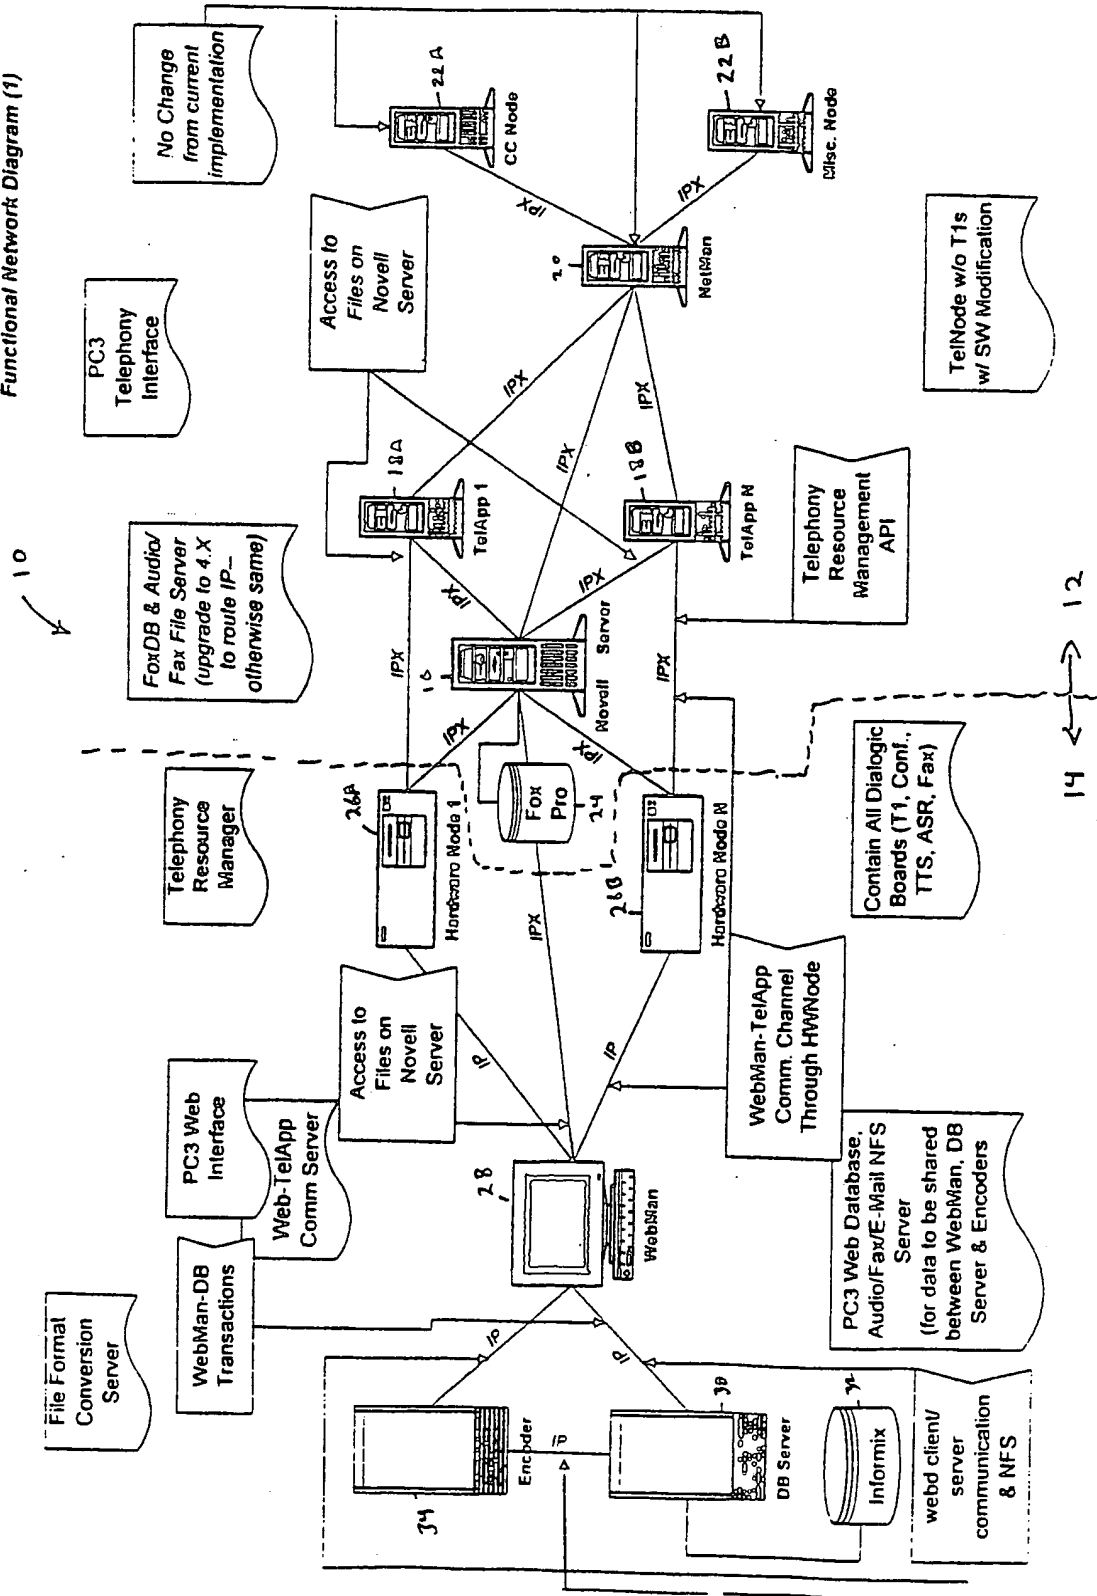 Functional Network Diagram (1)
10
File Format
Conversion
Server
PC3 Web
Interface
Web-TelApp
Comm Server
WebMan-DB
Transactions
Telephony
Resource
Manager
FoxDB & Audio/
Fax File Server
(upgrade to 4.X
to route IP–
otherwise same)
PC3
Telephony
Interface
No Change
from current
implementation
Access to
Files on
Novell
Server
Access to
Files on
Novell
Server
34
Encoder
IP
IP
IP
30
DB Server
32
Informix
28
WebMan
IP
IPX
IP
26A
Hardware Node 1
26B
Hardware Node N
Fox
Pro
24
IPX
IPX
IPX
IPX
Novell Server
IPX
IPX
IPX
18A
TelApp 1
18B
TelApp N
IPX
IPX
20
NetMan
IPX
IPX
22A
CC Node
22B
Misc. Node
webd client/
server
communication
& NFS
PC3 Web Database,
Audio/Fax/E-Mail NFS
Server
(for data to be shared
between WebMan, DB
Server & Encoders
WebMan-TelApp
Comm. Channel
Through HWNode
Contain All Dialogic
Boards (T1, Conf.,
TTS, ASR, Fax)
Telephony
Resource
Management
API
TelNode w/o T1s
w/ SW Modification
14
12